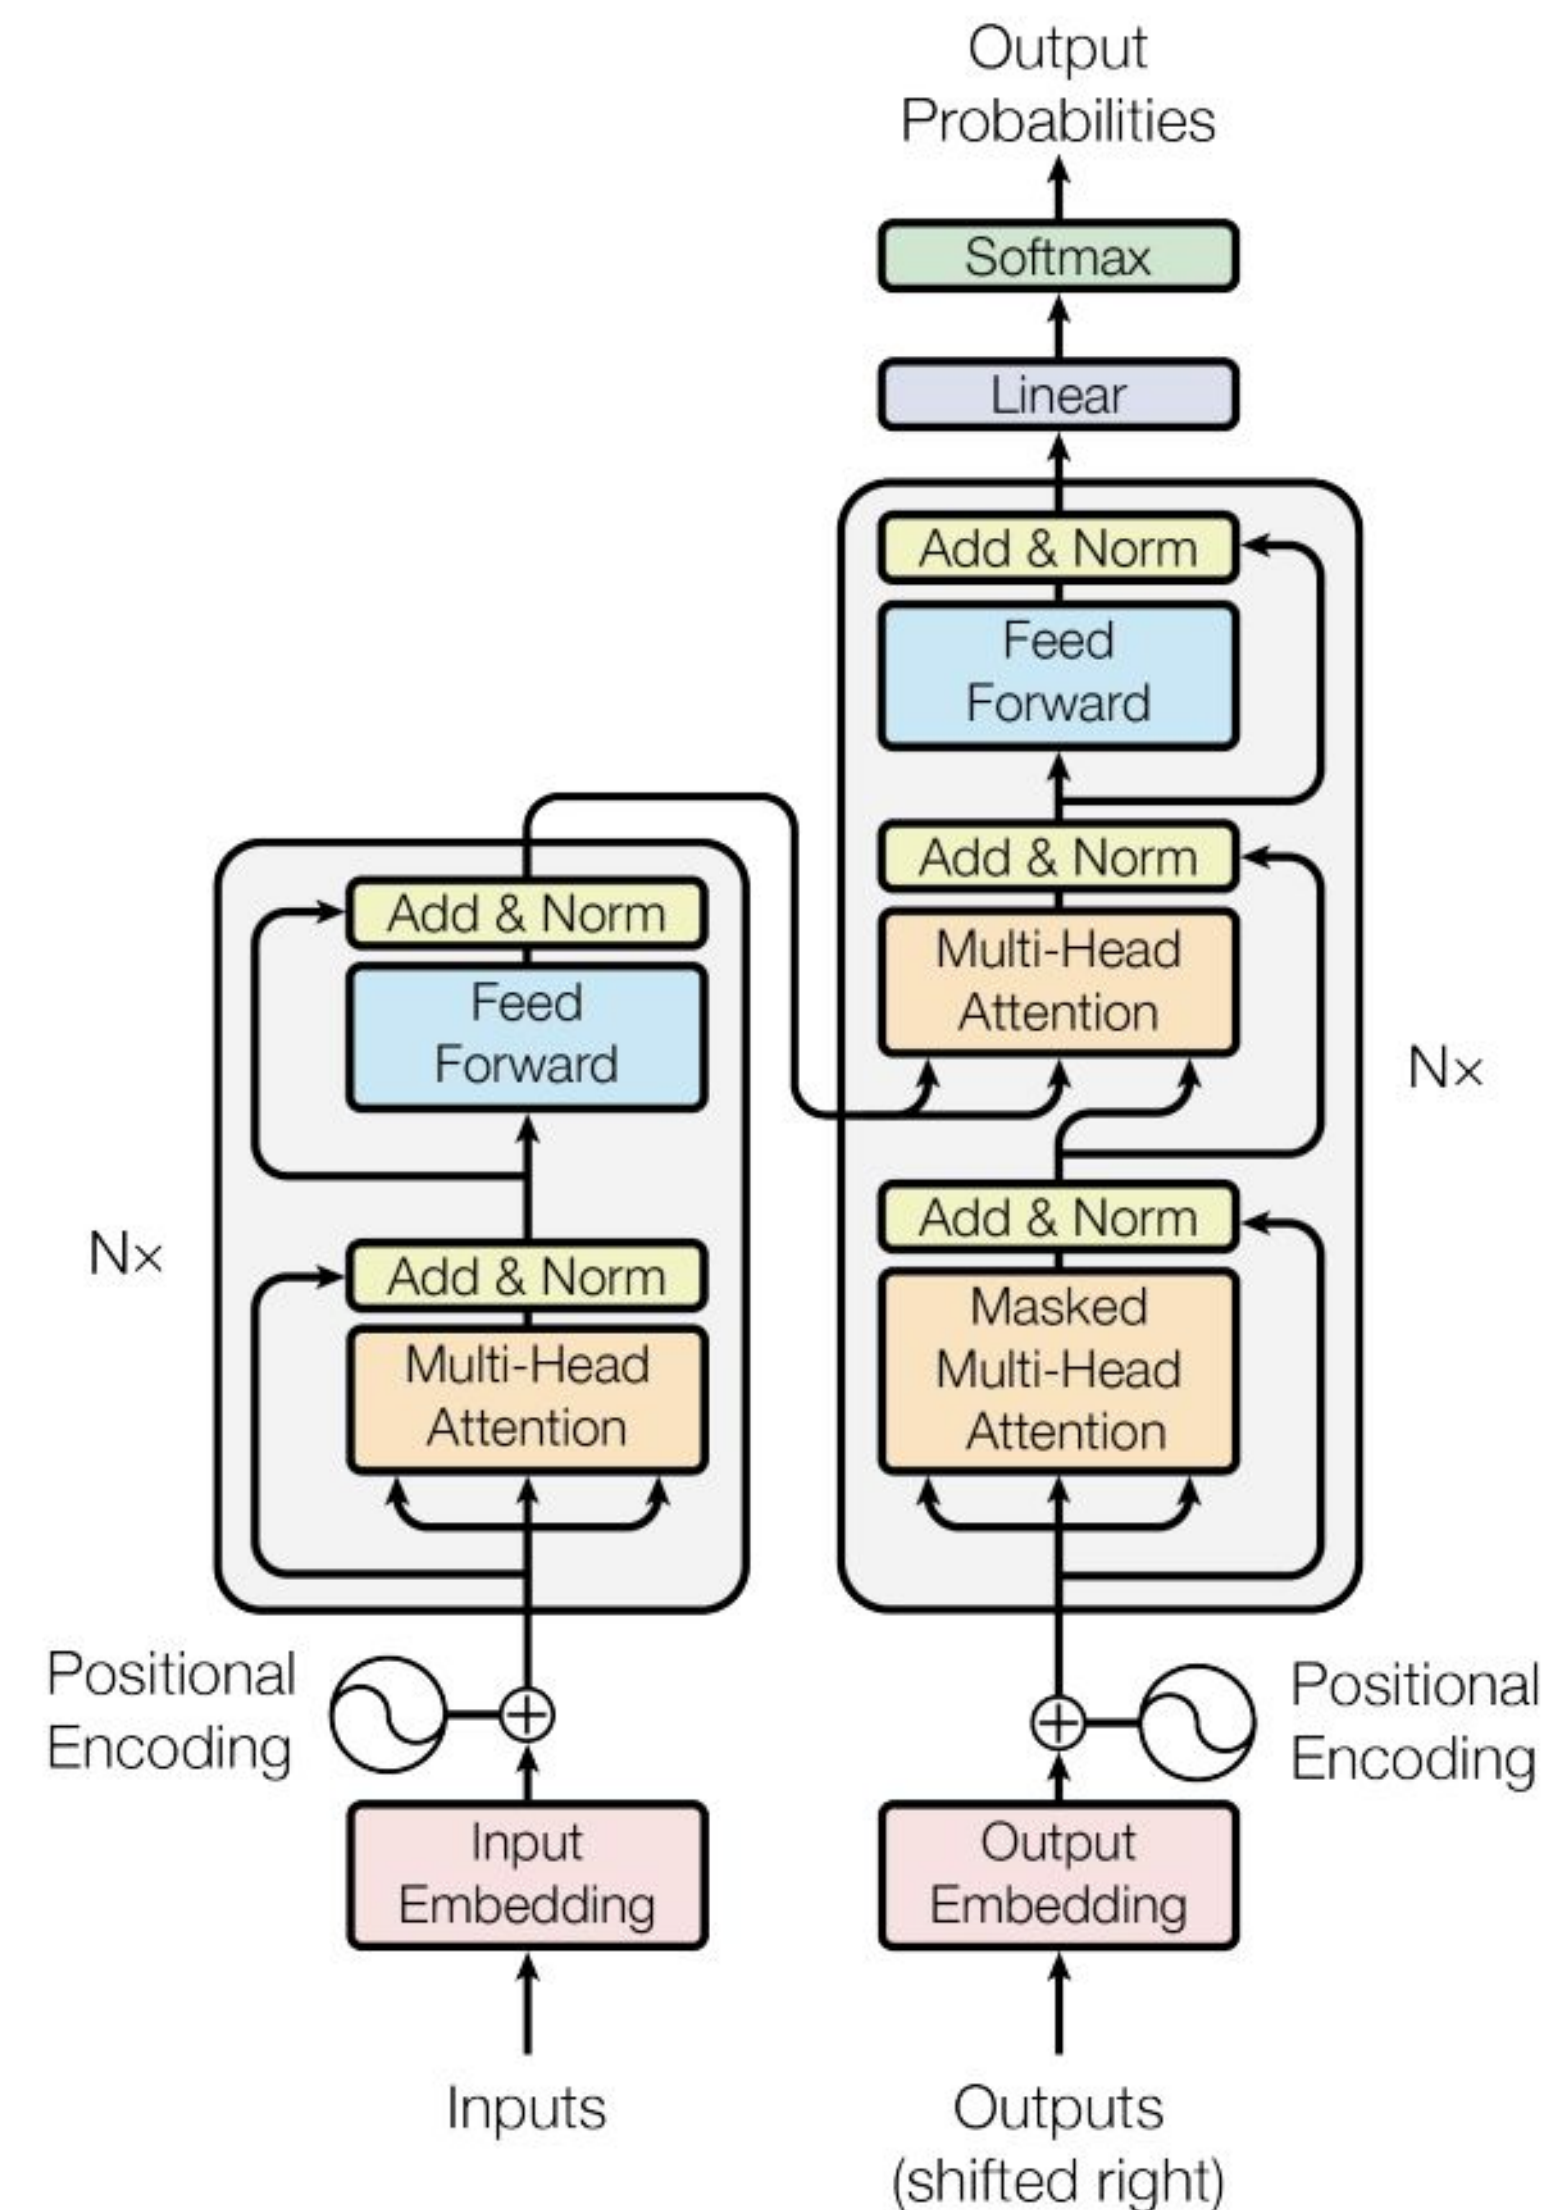 Output
Probabilities
Softmax
Linear
Add & Norm
Feed
Forward
Add & Norm
Multi-Head
Attention
Add & Norm
Masked
Multi-Head
Attention
N×
Add & Norm
Feed
Forward
Add & Norm
Multi-Head
Attention
N×
Positional
Encoding
Positional
Encoding
Input
Embedding
Output
Embedding
Inputs
Outputs
(shifted right)